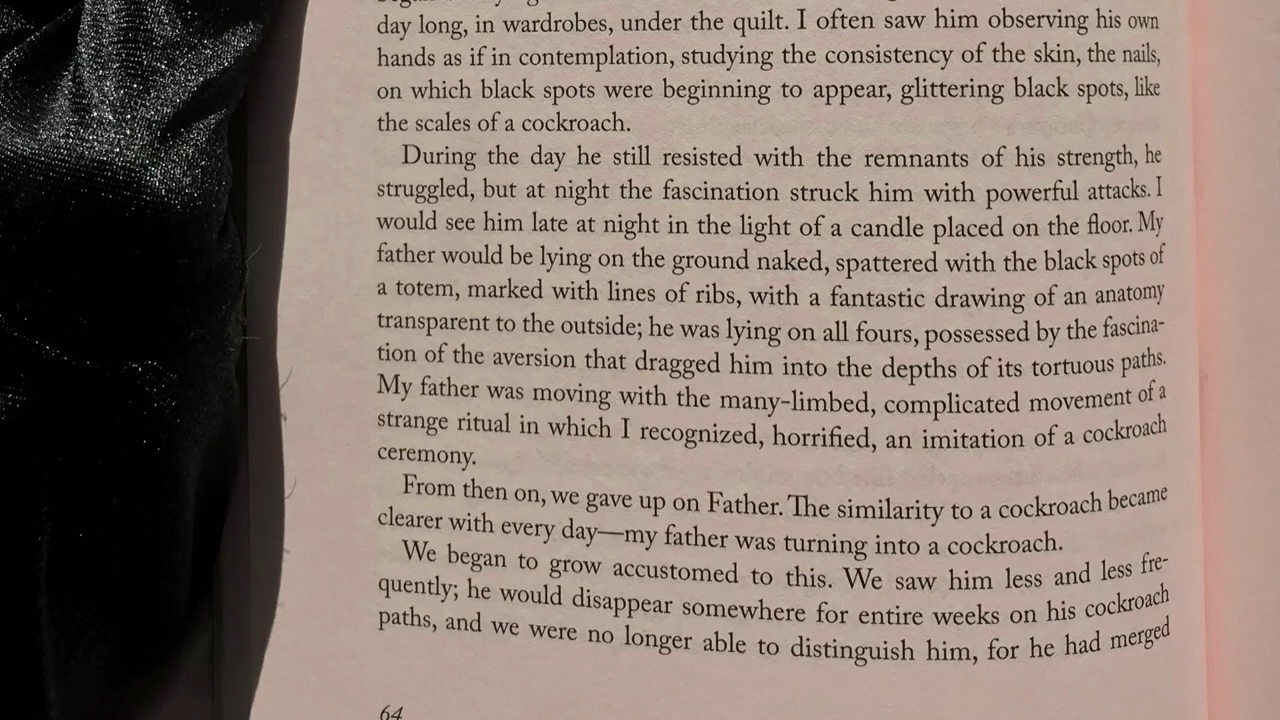 day long, in wardrobes, under the quilt. I often saw him observing his own
hands as if in contemplation, studying the consistency of the skin, the nails,
on which black spots were beginning to appear, glittering black spots, like
the scales of a cockroach.
During the day he still resisted with the remnants of his strength, he
struggled, but at night the fascination struck him with powerful attacks. I
would see him late at night in the light of a candle placed on the floor. My
father would be lying on the ground naked, spattered with the black spots of
a totem, marked with lines of ribs, with a fantastic drawing of an anatomy
transparent to the outside; he was lying on all fours, possessed by the fascina-
tion of the aversion that dragged him into the depths of its tortuous paths.
My father was moving with the many-limbed, complicated movement of a
strange ritual in which I recognized, horrified, an imitation of a cockroach
ceremony.
From then on, we gave up on Father. The similarity to a cockroach became
clearer with every day—my father was turning into a cockroach.
We began to grow accustomed to this. We saw him less and less fre-
quently; he would disappear somewhere for entire weeks on his cockroach
paths, and we were no longer able to distinguish him, for he had merged
64